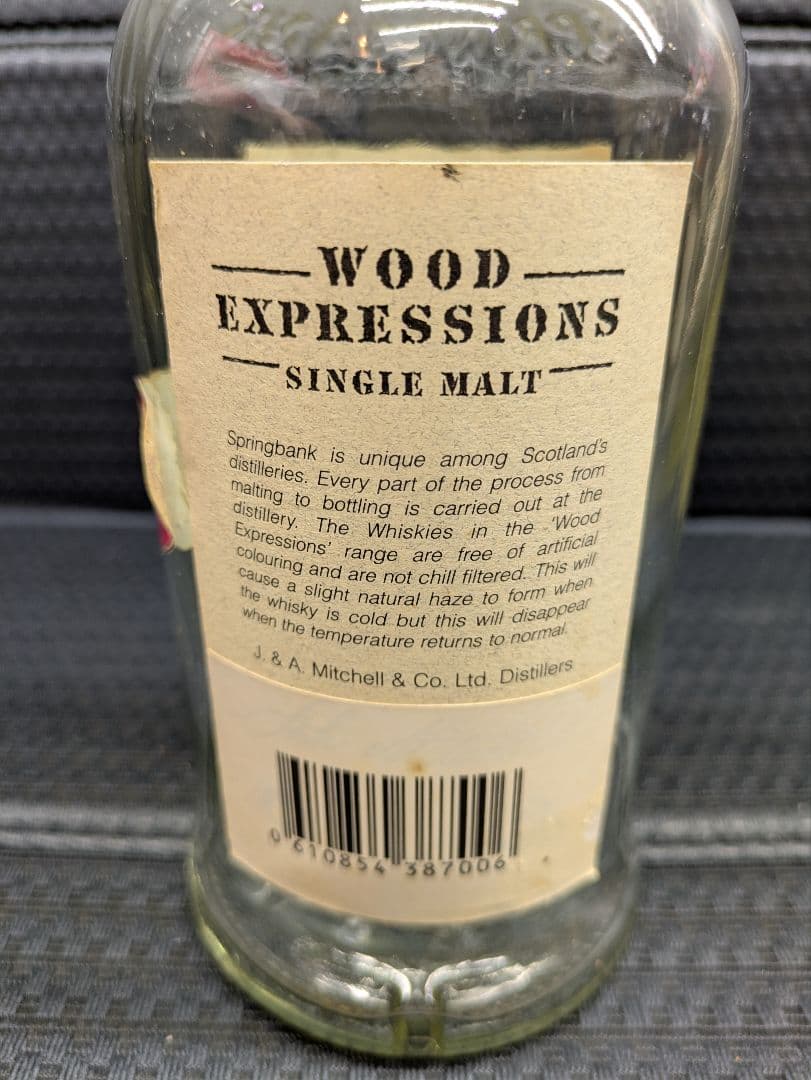 WOOD
EXPRESSIONS
SINGLE MALT
Springbank is unique among Scotland's
distilleries. Every part of the process from
malting to bottling is carried out at the
distillery. The Whiskies in the 'Wood
Expressions' range are free of artificial
colouring and are not chill filtered. This will
cause a slight natural haze to form when
the whisky is cold but this will disappear
when the temperature returns to normal.
J. & A. Mitchell & Co. Ltd. Distillers
0 610854 387006